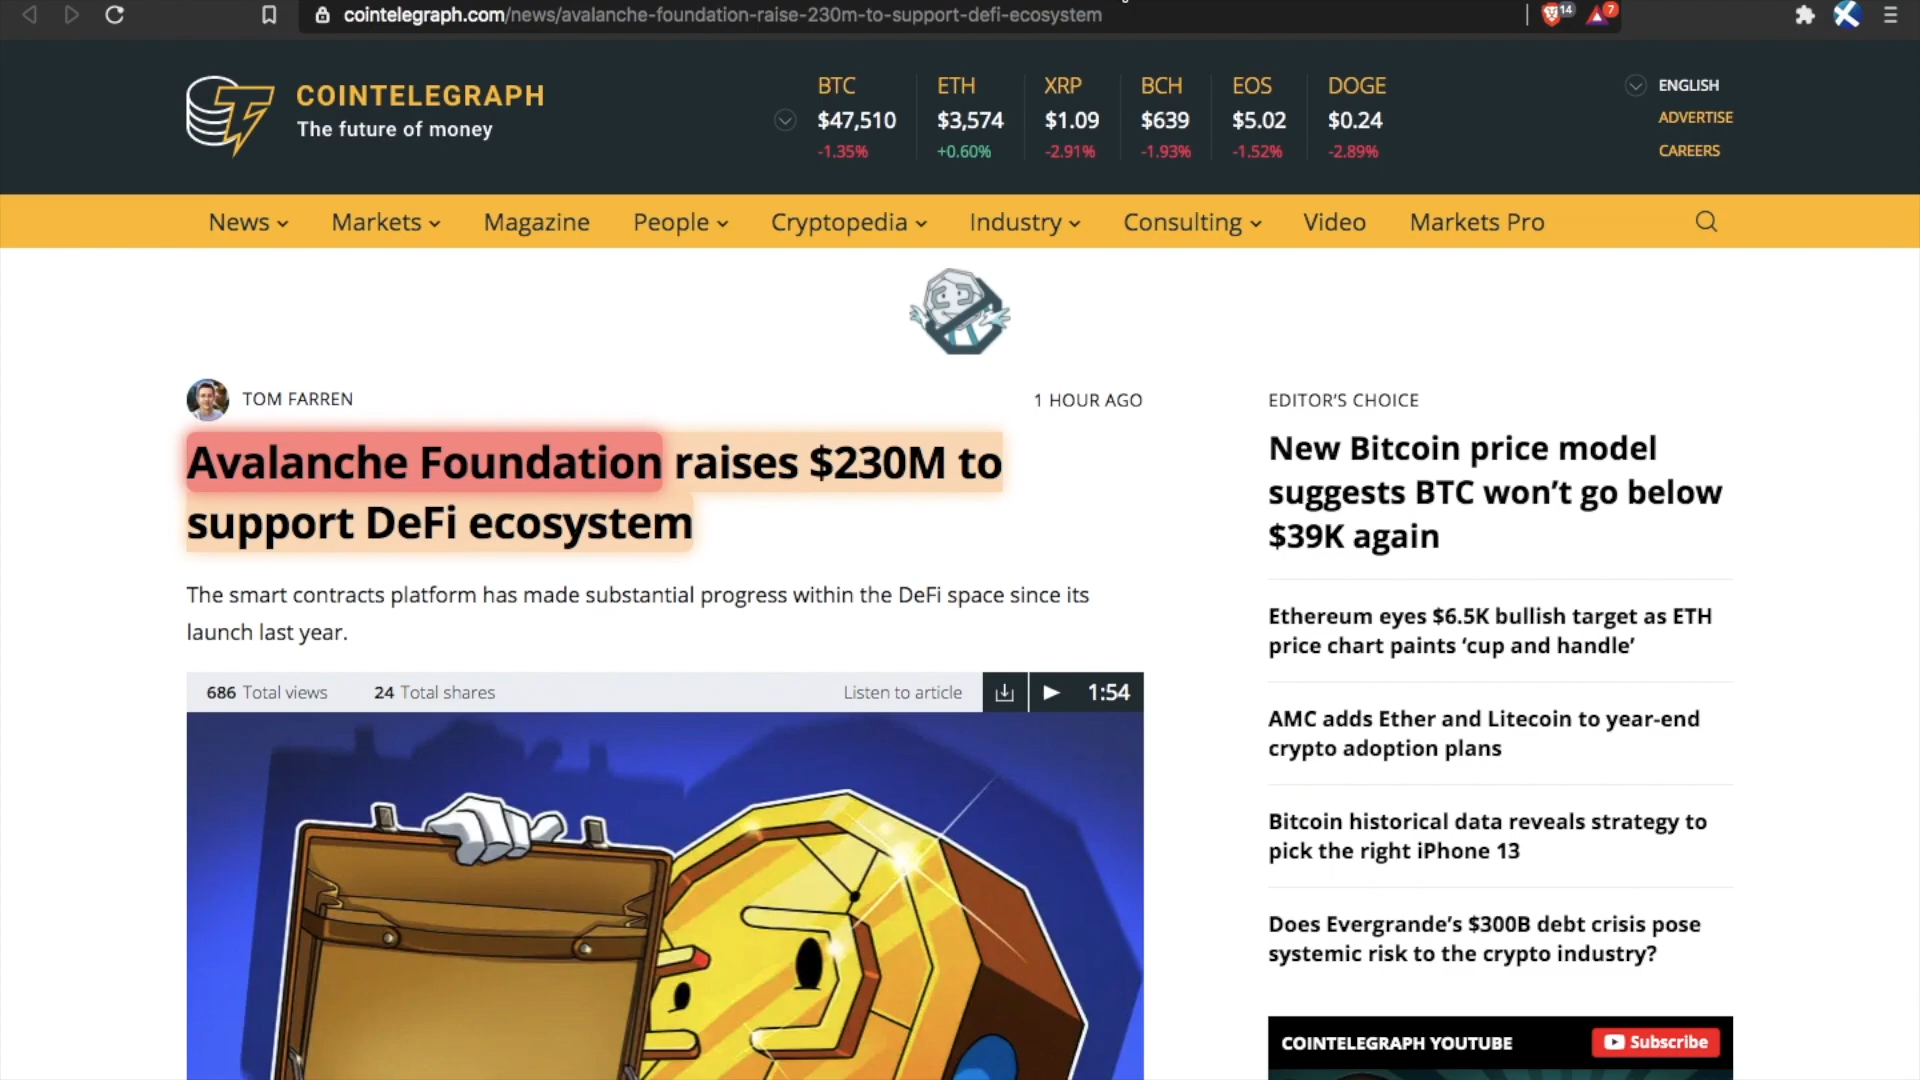 cointelegraph.com/news/avalanche-foundation-raise-230m-to-support-defi-ecosystem
14
7
COINTELEGRAPH
The future of money
BTC
$47,510
-1.35%
ETH
$3,574
+0.60%
XRP
$1.09
-2.91%
BCH
$639
-1.93%
EOS
$5.02
-1.52%
DOGE
$0.24
-2.89%
ENGLISH
ADVERTISE
CAREERS
News Markets Magazine People Cryptopedia Industry Consulting Video Markets Pro
TOM FARREN
1 HOUR AGO
Avalanche Foundation raises $230M to
support DeFi ecosystem
The smart contracts platform has made substantial progress within the DeFi space since its
launch last year.
686 Total views 24 Total shares Listen to article 1:54
EDITOR’S CHOICE
New Bitcoin price model
suggests BTC won’t go below
$39K again
Ethereum eyes $6.5K bullish target as ETH
price chart paints ‘cup and handle’
AMC adds Ether and Litecoin to year-end
crypto adoption plans
Bitcoin historical data reveals strategy to
pick the right iPhone 13
Does Evergrande’s $300B debt crisis pose
systemic risk to the crypto industry?
COINTELEGRAPH YOUTUBE Subscribe